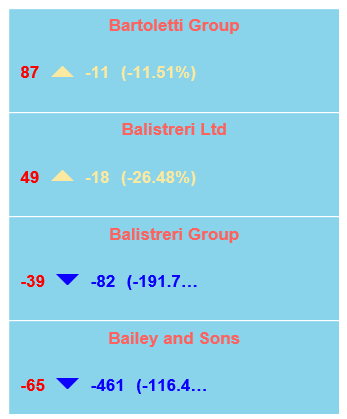 Bartoletti Group
87 -11 (-11.51%)
Balistreri Ltd
49 -18 (-26.48%)
Balistreri Group
-39 -82 (-191.7…
Bailey and Sons
-65 -461 (-116.4…